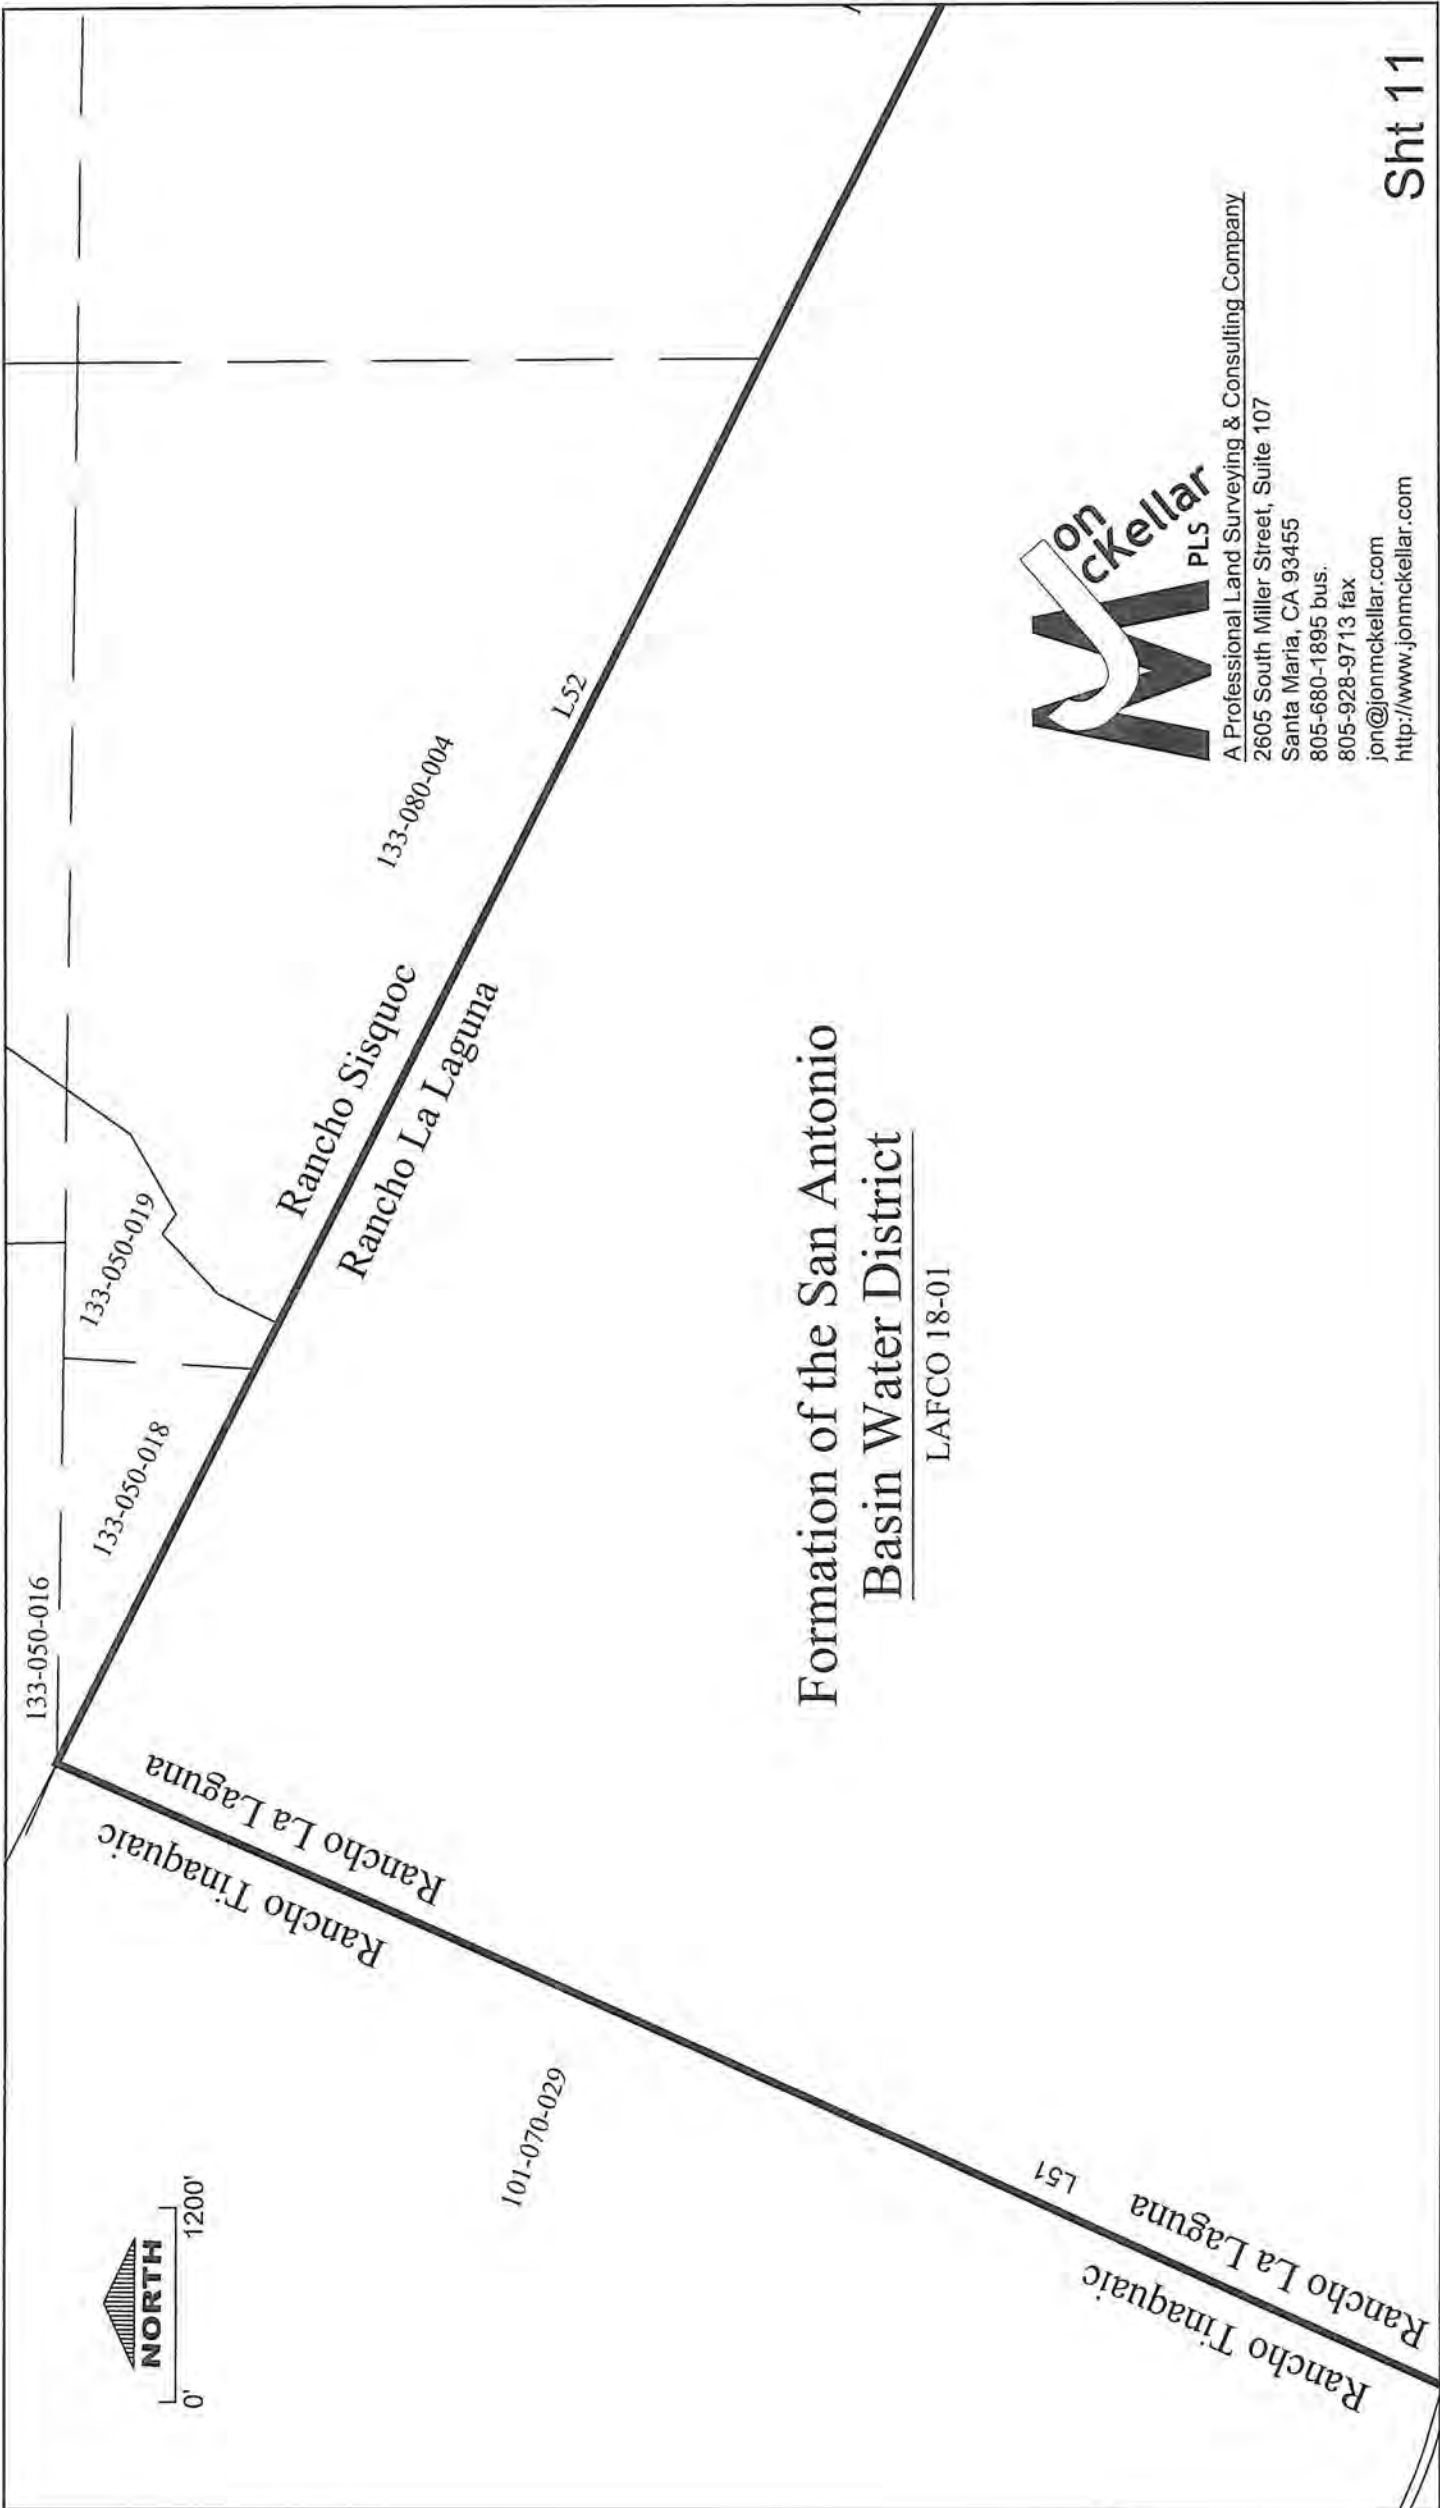 NORTH
0' 1200'
133-050-016
133-050-018
133-050-019
133-080-004
Rancho Sisquoc
Rancho La Laguna
L52
Rancho Tinaquaic
Rancho La Laguna
101-070-029
L51
Rancho Tinaquaic
Rancho La Laguna
Formation of the San Antonio
Basin Water District
LAFCO 18-01
Jon
McKellar
PLS
A Professional Land Surveying & Consulting Company
2605 South Miller Street, Suite 107
Santa Maria, CA 93455
805-680-1895 bus.
805-928-9713 fax
jon@jonmckellar.com
http://www.jonmckellar.com
Sht 11